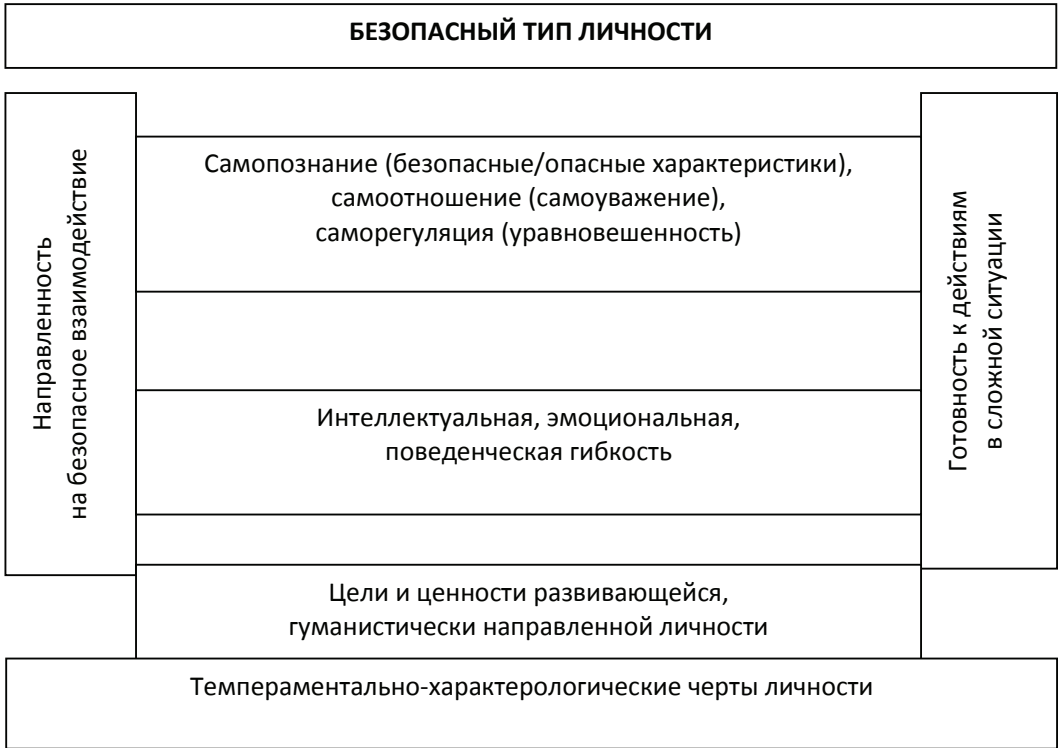 БЕЗОПАСНЫЙ ТИП ЛИЧНОСТИ
Направленность
на безопасное взаимодействие
Самопознание (безопасные/опасные характеристики),
самоотношение (самоуважение),
саморегуляция (уравновешенность)
Интеллектуальная, эмоциональная,
поведенческая гибкость
Цели и ценности развивающейся,
гуманистически направленной личности
Готовность к действиям
в сложной ситуации
Темпераментально-характерологические черты личности